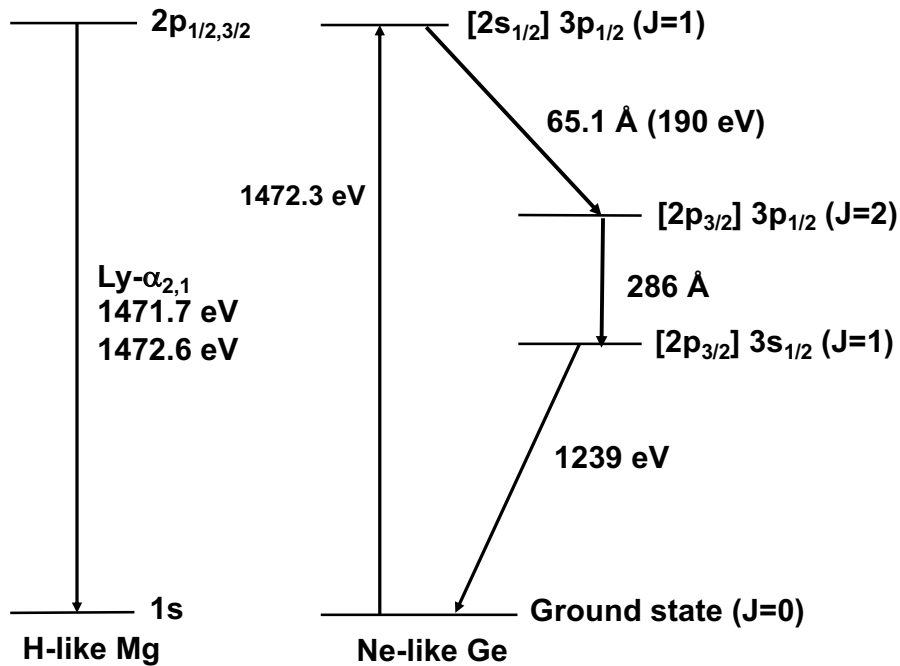 2p1/2,3/2
[2s1/2] 3p1/2 (J=1)
65.1 Å (190 eV)
1472.3 eV
[2p3/2] 3p1/2 (J=2)
Ly-α2,1
1471.7 eV
1472.6 eV
286 Å
[2p3/2] 3s1/2 (J=1)
1239 eV
1s
Ground state (J=0)
H-like Mg
Ne-like Ge